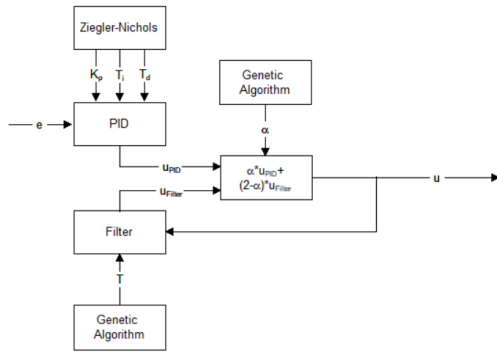 Ziegler-Nichols
Kp Ti Td
Genetic
Algorithm
e
PID
α
uPID
α*uPID+
(2-α)*uFilter
u
uFilter
Filter
T
Genetic
Algorithm